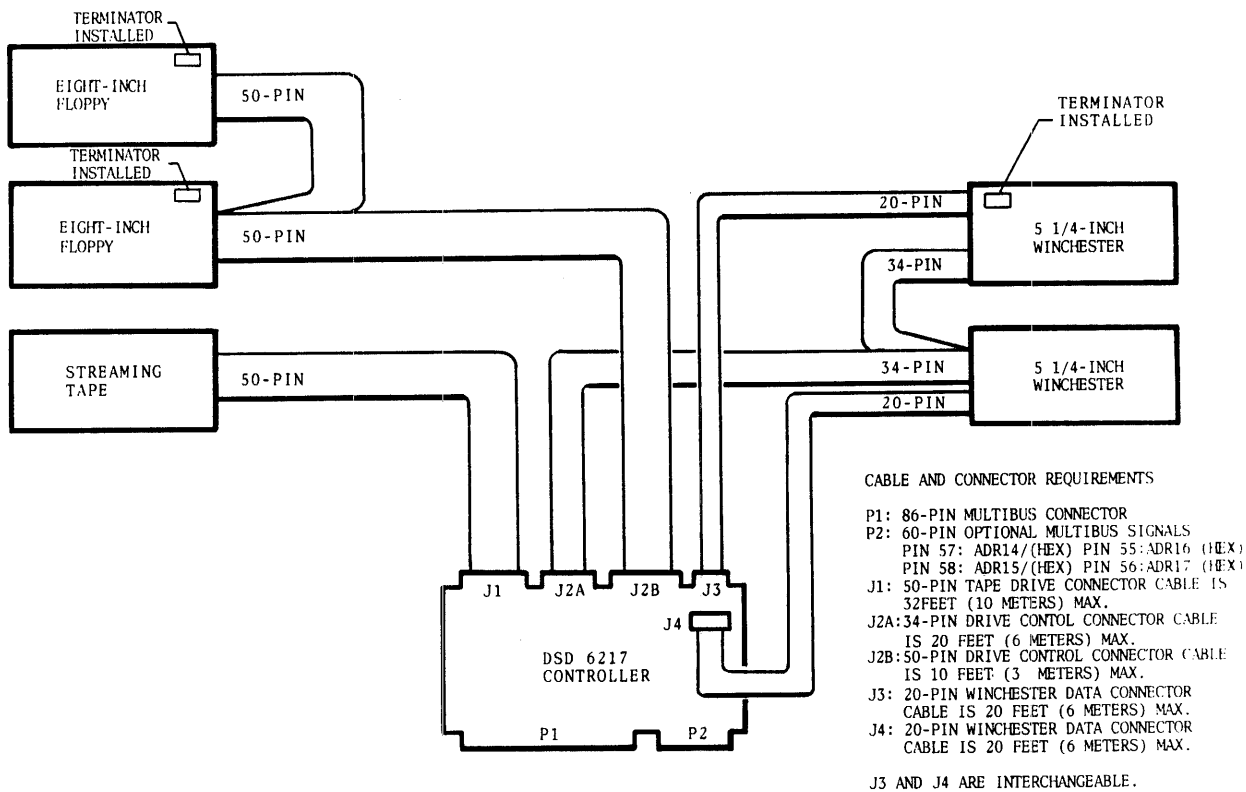 TERMINATOR
INSTALLED
EIGHT-INCH
FLOPPY
50-PIN
TERMINATOR
INSTALLED
EIGHT-INCH
FLOPPY
50-PIN
STREAMING
TAPE
50-PIN
TERMINATOR
INSTALLED
20-PIN
5 1/4-INCH
WINCHESTER
34-PIN
34-PIN
5 1/4-INCH
WINCHESTER
20-PIN
J1
J2A
J2B
J3
J4
DSD 6217
CONTROLLER
P1
P2
CABLE AND CONNECTOR REQUIREMENTS
P1: 86-PIN MULTIBUS CONNECTOR
P2: 60-PIN OPTIONAL MULTIBUS SIGNALS
PIN 57: ADR14/(HEX) PIN 55:ADR16 (HEX)
PIN 58: ADR15/(HEX) PIN 56:ADR17 (HEX)
J1: 50-PIN TAPE DRIVE CONNECTOR CABLE IS
32FEET (10 METERS) MAX.
J2A:34-PIN DRIVE CONTOL CONNECTOR CABLE
IS 20 FEET (6 METERS) MAX.
J2B:50-PIN DRIVE CONTROL CONNECTOR CABLE
IS 10 FEET (3 METERS) MAX.
J3: 20-PIN WINCHESTER DATA CONNECTOR
CABLE IS 20 FEET (6 METERS) MAX.
J4: 20-PIN WINCHESTER DATA CONNECTOR
CABLE IS 20 FEET (6 METERS) MAX.
J3 AND J4 ARE INTERCHANGEABLE.